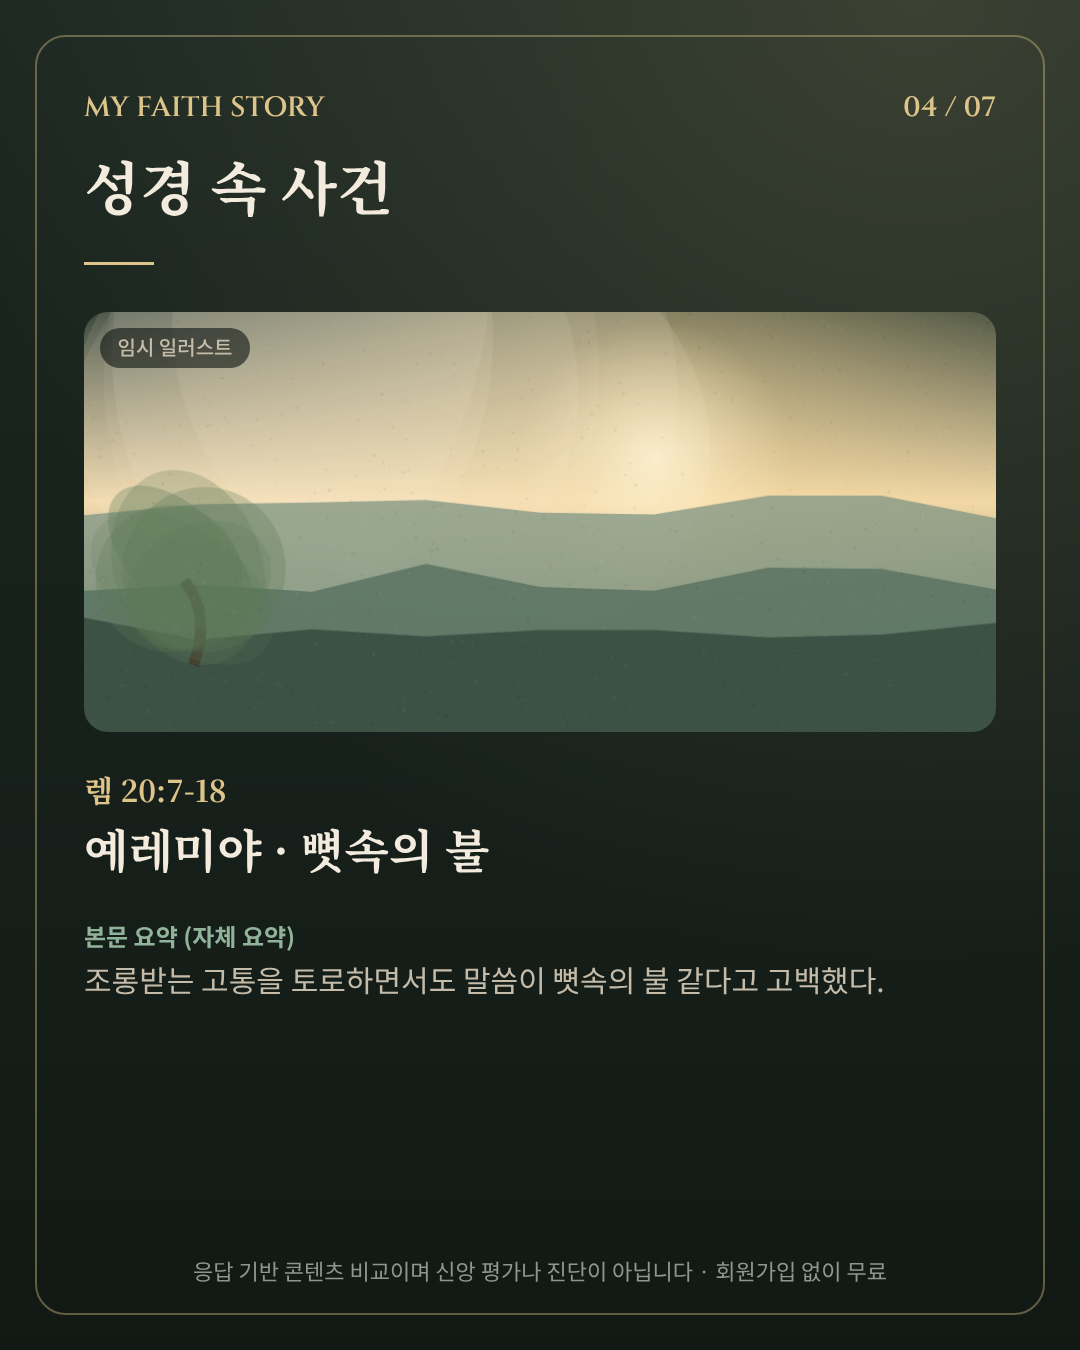 MY FAITH STORY
04 / 07
성경 속 사건
임시 일러스트
렘 20:7-18
예레미야 · 뼛속의 불
본문 요약 (자체 요약)
조롱받는 고통을 토로하면서도 말씀이 뼛속의 불 같다고 고백했다.
응답 기반 콘텐츠 비교이며 신앙 평가나 진단이 아닙니다 · 회원가입 없이 무료